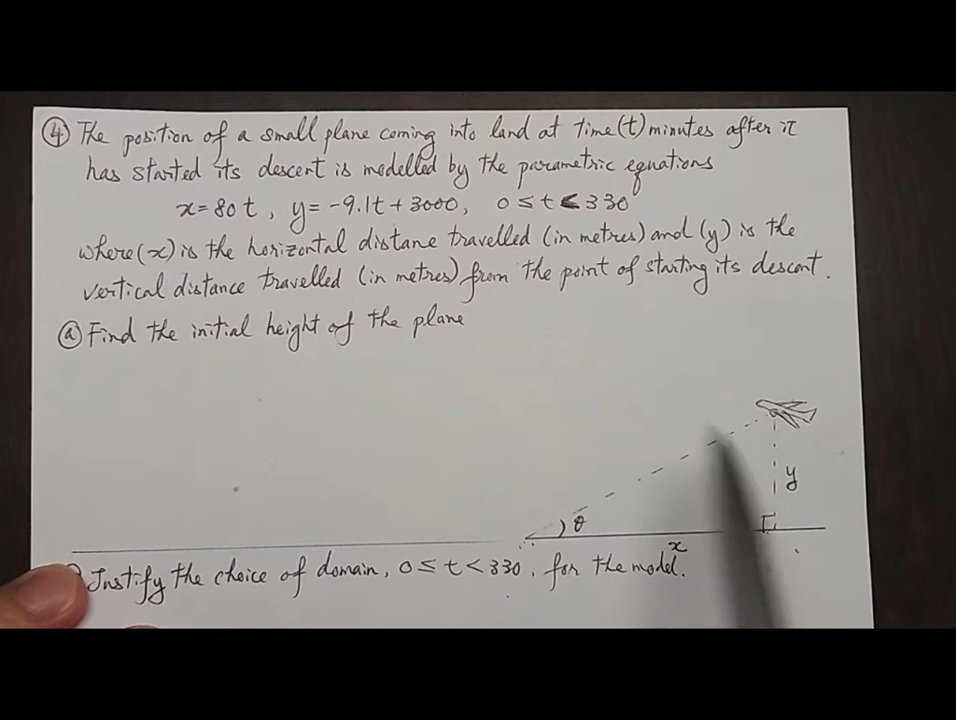 ④ The position of a small plane coming into land at time(t) minutes after it
has started its descent is modelled by the parametric equations
x=80t, y=-9.1t+3000, 0≤t<330
where(x) is the horizontal distane travelled (in metres) and (y) is the
vertical distance travelled (in metres) from the point of starting its descent.
ⓐ Find the initial height of the plane
y
θ
x
Justify the choice of domain, 0≤t<330, for the model.